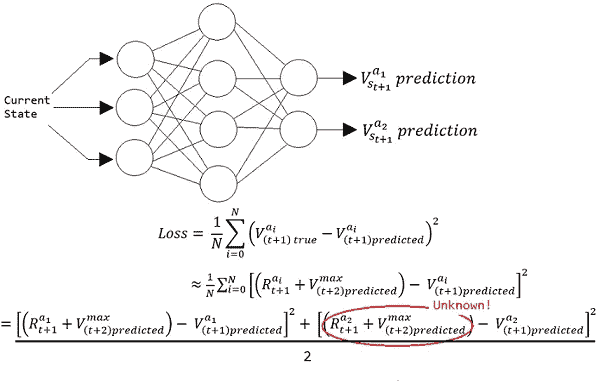 Current
State
V_{s_{t+1}}^{a_1} prediction
V_{s_{t+1}}^{a_2} prediction
Loss = \frac{1}{N} \sum_{i=0}^{N} \left( V_{(t+1) true}^{a_i} - V_{(t+1)predicted}^{a_i} \right)^2
≈ \frac{1}{N} \sum_{i=0}^{N} \left[ \left( R_{t+1}^{a_i} + V_{(t+2)predicted}^{max} \right) - V_{(t+1)predicted}^{a_i} \right]^2
Unknown!
= \frac{\left[ \left( R_{t+1}^{a_1} + V_{(t+2)predicted}^{max} \right) - V_{(t+1)predicted}^{a_1} \right]^2 + \left[ \left( R_{t+1}^{a_2} + V_{(t+2)predicted}^{max} \right) - V_{(t+1)predicted}^{a_2} \right]^2}{2}